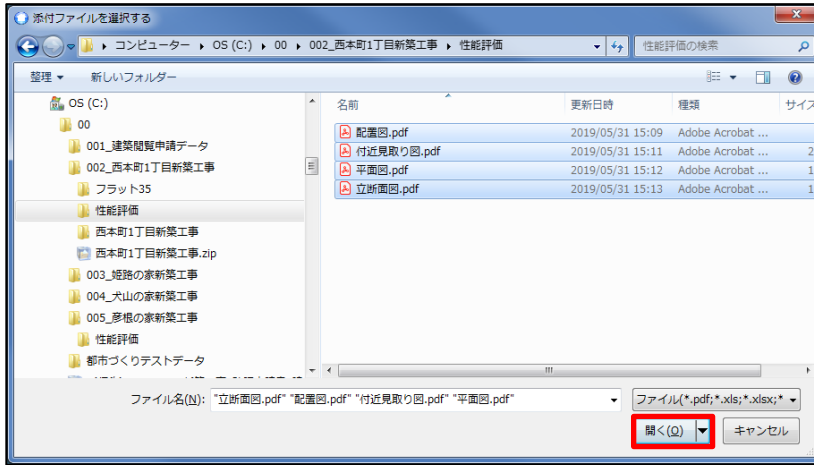 添付ファイルを選択する
コンピューター ▸ OS (C:) ▸ 00 ▸ 002_西本町1丁目新築工事 ▸ 性能評価
性能評価の検索
整理 ▼ 新しいフォルダー
OS (C:)
00
001_建築閲覧申請データ
002_西本町1丁目新築工事
フラット35
性能評価
西本町1丁目新築工事
西本町1丁目新築工事.zip
003_姫路の家新築工事
004_犬山の家新築工事
005_彦根の家新築工事
性能評価
都市づくりテストデータ
名前 更新日時 種類 サイズ
配置図.pdf 2019/05/31 15:09 Adobe Acrobat ...
付近見取り図.pdf 2019/05/31 15:11 Adobe Acrobat ... 2
平面図.pdf 2019/05/31 15:12 Adobe Acrobat ... 1
立断面図.pdf 2019/05/31 15:13 Adobe Acrobat ... 1
ファイル名(N): "立断面図.pdf" "配置図.pdf" "付近見取り図.pdf" "平面図.pdf"
ファイル(*.pdf;*.xls;*.xlsx;*
開く(O) キャンセル